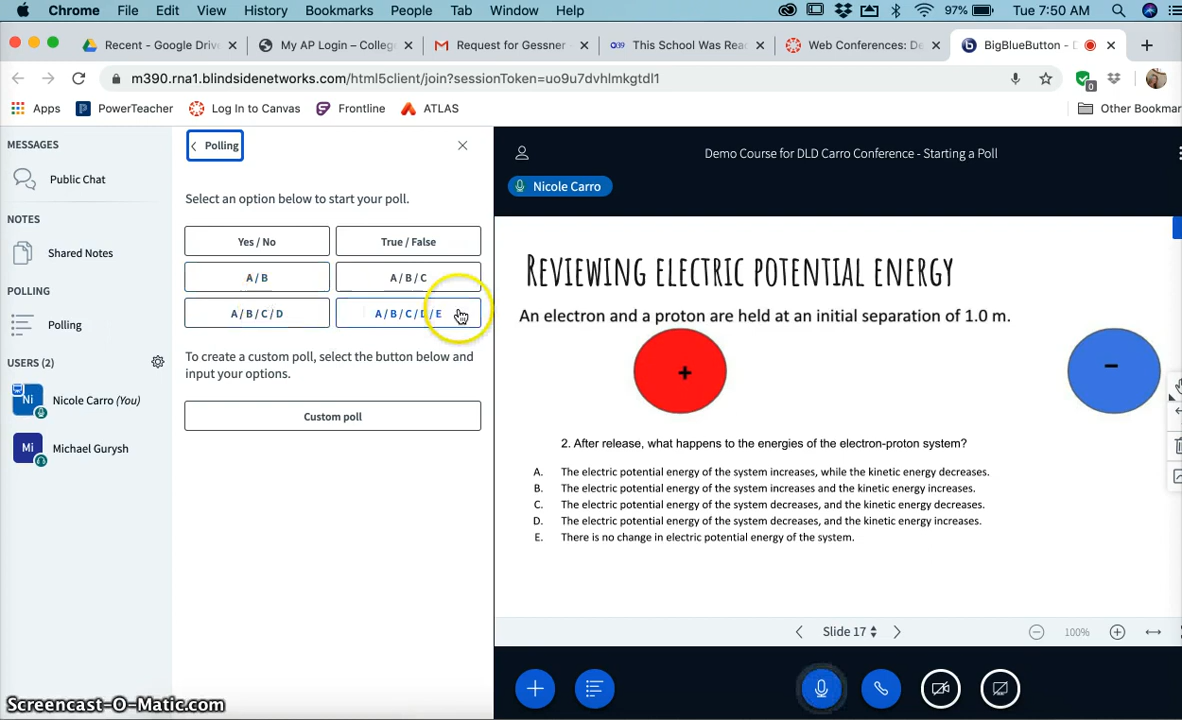 Chrome File Edit View History Bookmarks People Tab Window Help 97% Tue 7:50 AM
Recent - Google Driv My AP Login – Colleg Request for Gessner - This School Was Rea Web Conferences: De BigBlueButton - D
m390.rna1.blindsidenetworks.com/html5client/join?sessionToken=uo9u7dvhlmkgtdl1
0
Apps PowerTeacher Log In to Canvas Frontline ATLAS Other Bookmar
MESSAGES
Public Chat
NOTES
Shared Notes
POLLING
Polling
USERS (2)
Ni Nicole Carro (You)
Mi Michael Gurysh
Polling
Select an option below to start your poll.
Yes / No True / False
A / B A / B / C
A / B / C / D A / B / C / D / E
To create a custom poll, select the button below and
input your options.
Custom poll
Demo Course for DLD Carro Conference - Starting a Poll
Nicole Carro
Reviewing electric potential energy
An electron and a proton are held at an initial separation of 1.0 m.
+ −
2. After release, what happens to the energies of the electron-proton system?
A. The electric potential energy of the system increases, while the kinetic energy decreases.
B. The electric potential energy of the system increases and the kinetic energy increases.
C. The electric potential energy of the system decreases, and the kinetic energy decreases.
D. The electric potential energy of the system decreases, and the kinetic energy increases.
E. There is no change in electric potential energy of the system.
Slide 17 100%
Screencast-O-Matic.com